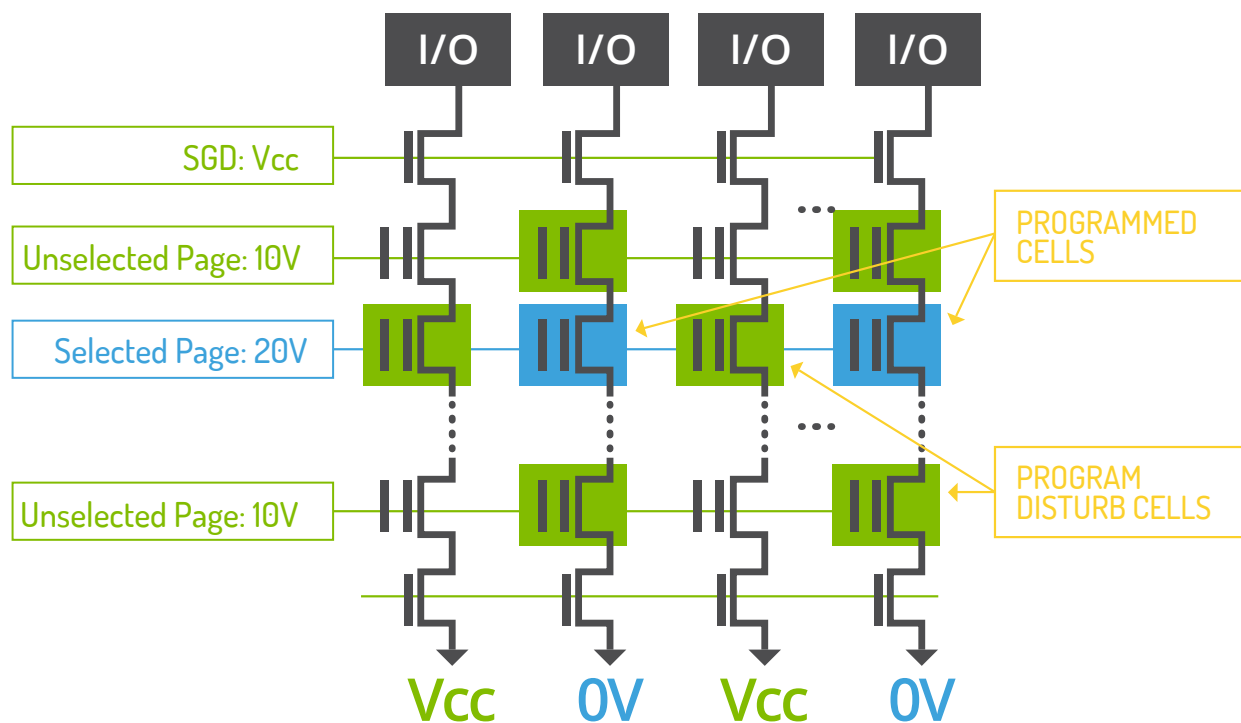 I/O I/O I/O I/O
SGD: Vcc
Unselected Page: 10V
...
PROGRAMMED
CELLS
Selected Page: 20V
...
Unselected Page: 10V
PROGRAM
DISTURB CELLS
Vcc 0V Vcc 0V